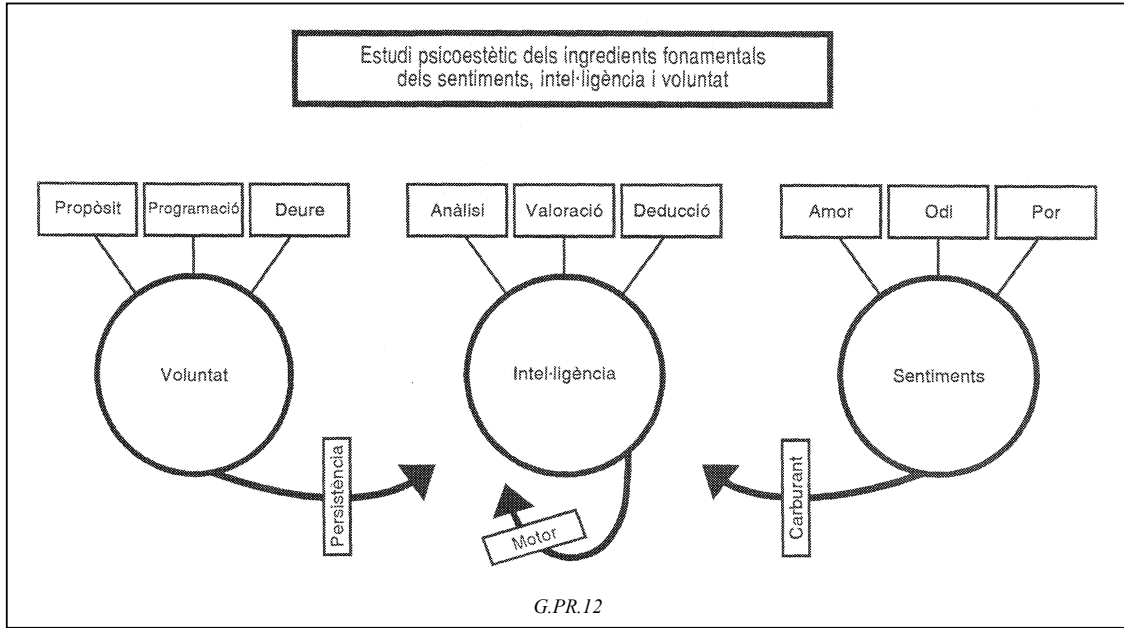 Estudi psicoestètic dels ingredients fonamentals
dels sentiments, intel·ligència i voluntat
Propòsit
Programació
Deure
Anàlisi
Valoració
Deducció
Amor
Odi
Por
Voluntat
Intel·ligència
Sentiments
Persistència
Motor
Carburant
G.PR.12